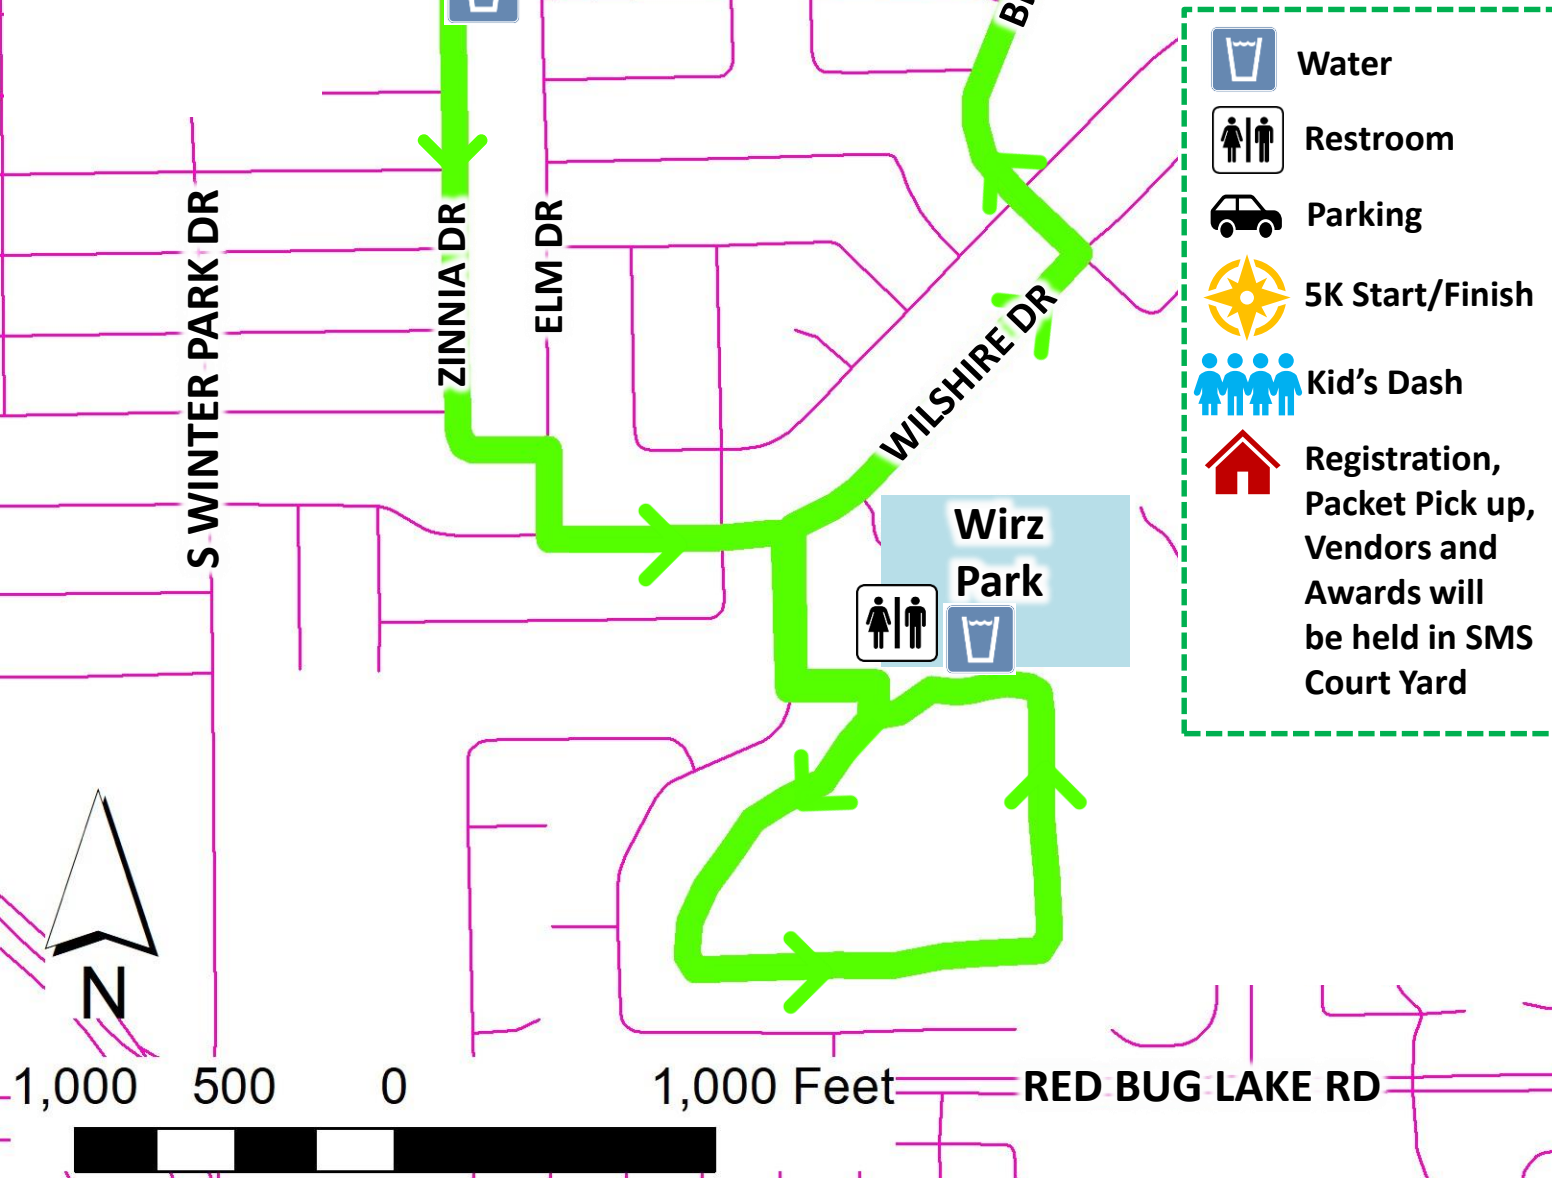 Water
Restroom
Parking
5K Start/Finish
Kid's Dash
Registration,
Packet Pick up,
Vendors and
Awards will
be held in SMS
Court Yard
S WINTER PARK DR
ZINNIA DR
ELM DR
WILSHIRE DR
Wirz
Park
N
1,000 500 0 1,000 Feet
RED BUG LAKE RD